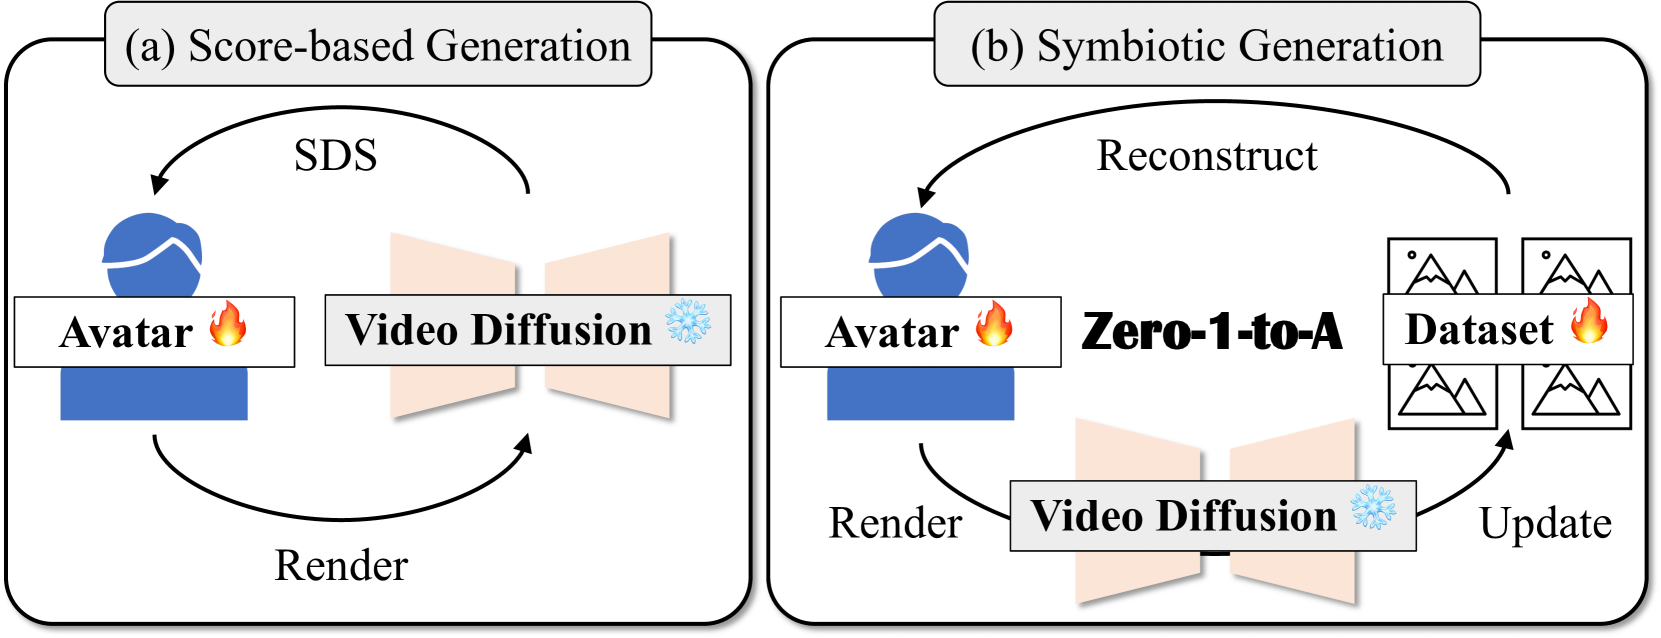 (a) Score-based Generation
SDS
Avatar
Video Diffusion
Render
(b) Symbiotic Generation
Reconstruct
Avatar
Zero-1-to-A
Dataset
Render
Video Diffusion
Update